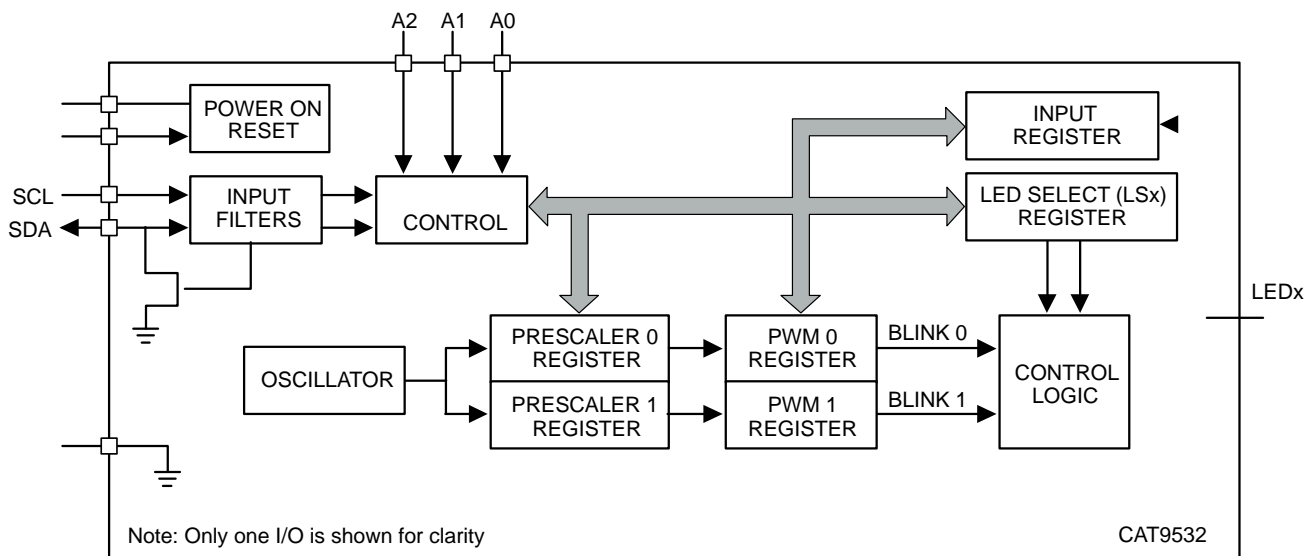 A2 A1 A0
POWER ON
RESET
INPUT
REGISTER
SCL
SDA
INPUT
FILTERS
CONTROL
LED SELECT (LSx)
REGISTER
LEDx
OSCILLATOR
PRESCALER 0
REGISTER
PWM 0
REGISTER
BLINK 0
PRESCALER 1
REGISTER
PWM 1
REGISTER
BLINK 1
CONTROL
LOGIC
Note: Only one I/O is shown for clarity
CAT9532